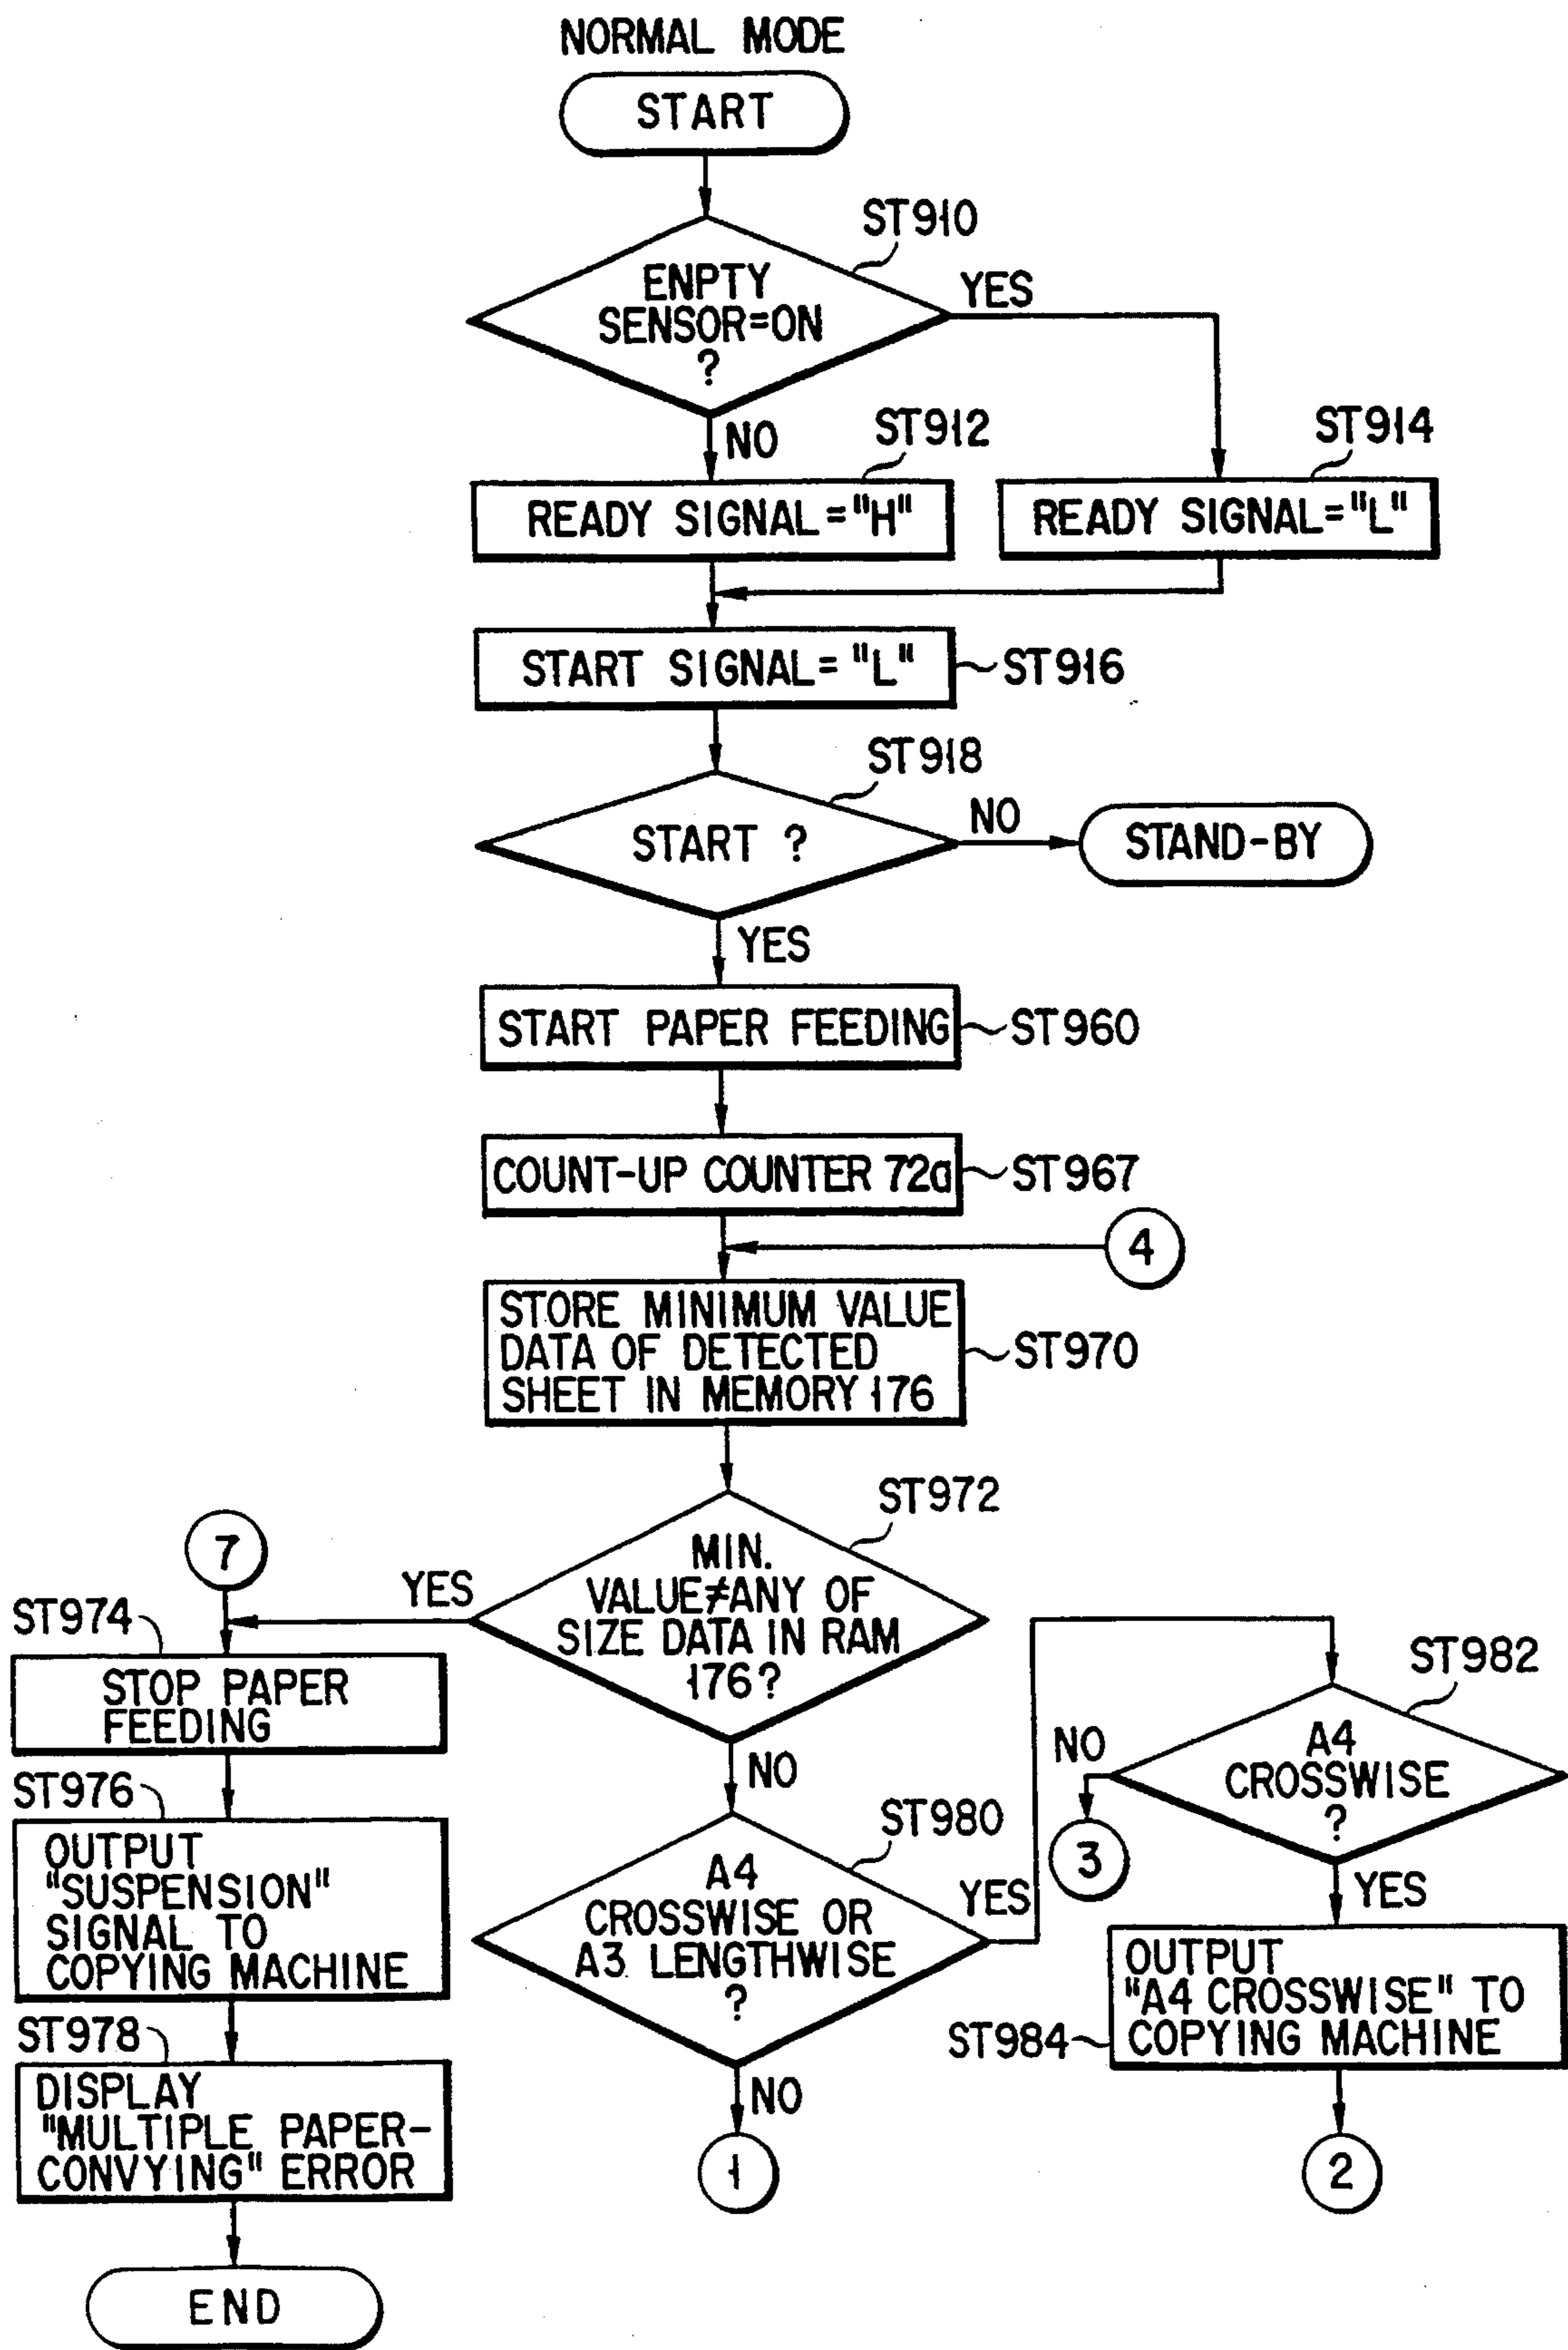 NORMAL MODE
START
ST910
ENPTY
SENSOR=ON
?
YES
NO
ST912
ST914
READY SIGNAL="H"
READY SIGNAL="L"
START SIGNAL="L"
ST916
ST918
START ?
NO
STAND-BY
YES
START PAPER FEEDING
ST960
COUNT-UP COUNTER 72a
ST967
4
STORE MINIMUM VALUE
DATA OF DETECTED
SHEET IN MEMORY 176
ST970
ST972
7
MIN.
VALUE≠ANY OF
SIZE DATA IN RAM
176?
YES
NO
ST974
STOP PAPER
FEEDING
ST976
OUTPUT
"SUSPENSION"
SIGNAL TO
COPYING MACHINE
ST978
DISPLAY
"MULTIPLE PAPER-
CONVYING" ERROR
END
ST980
A4
CROSSWISE OR
A3 LENGTHWISE
?
YES
NO
1
ST982
A4
CROSSWISE
?
NO
3
YES
OUTPUT
"A4 CROSSWISE" TO
COPYING MACHINE
ST984
2